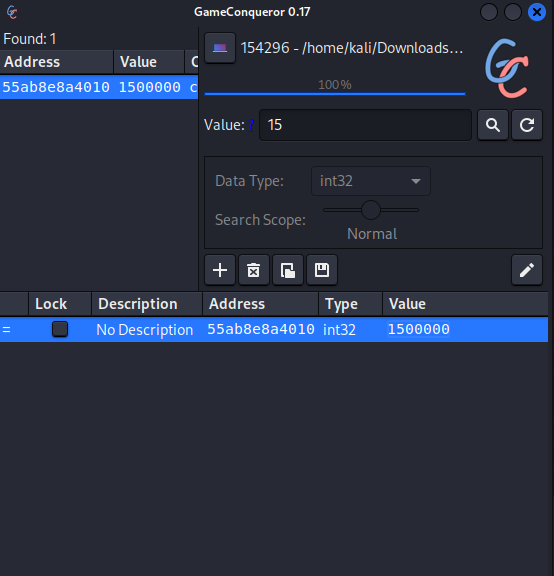 GameConqueror 0.17
Found: 1
Address Value C
55ab8e8a4010 1500000 c
154296 - /home/kali/Downloads...
100%
Value: ? 15
Data Type: int32
Search Scope:
Normal
Lock Description Address Type Value
= No Description 55ab8e8a4010 int32 1500000